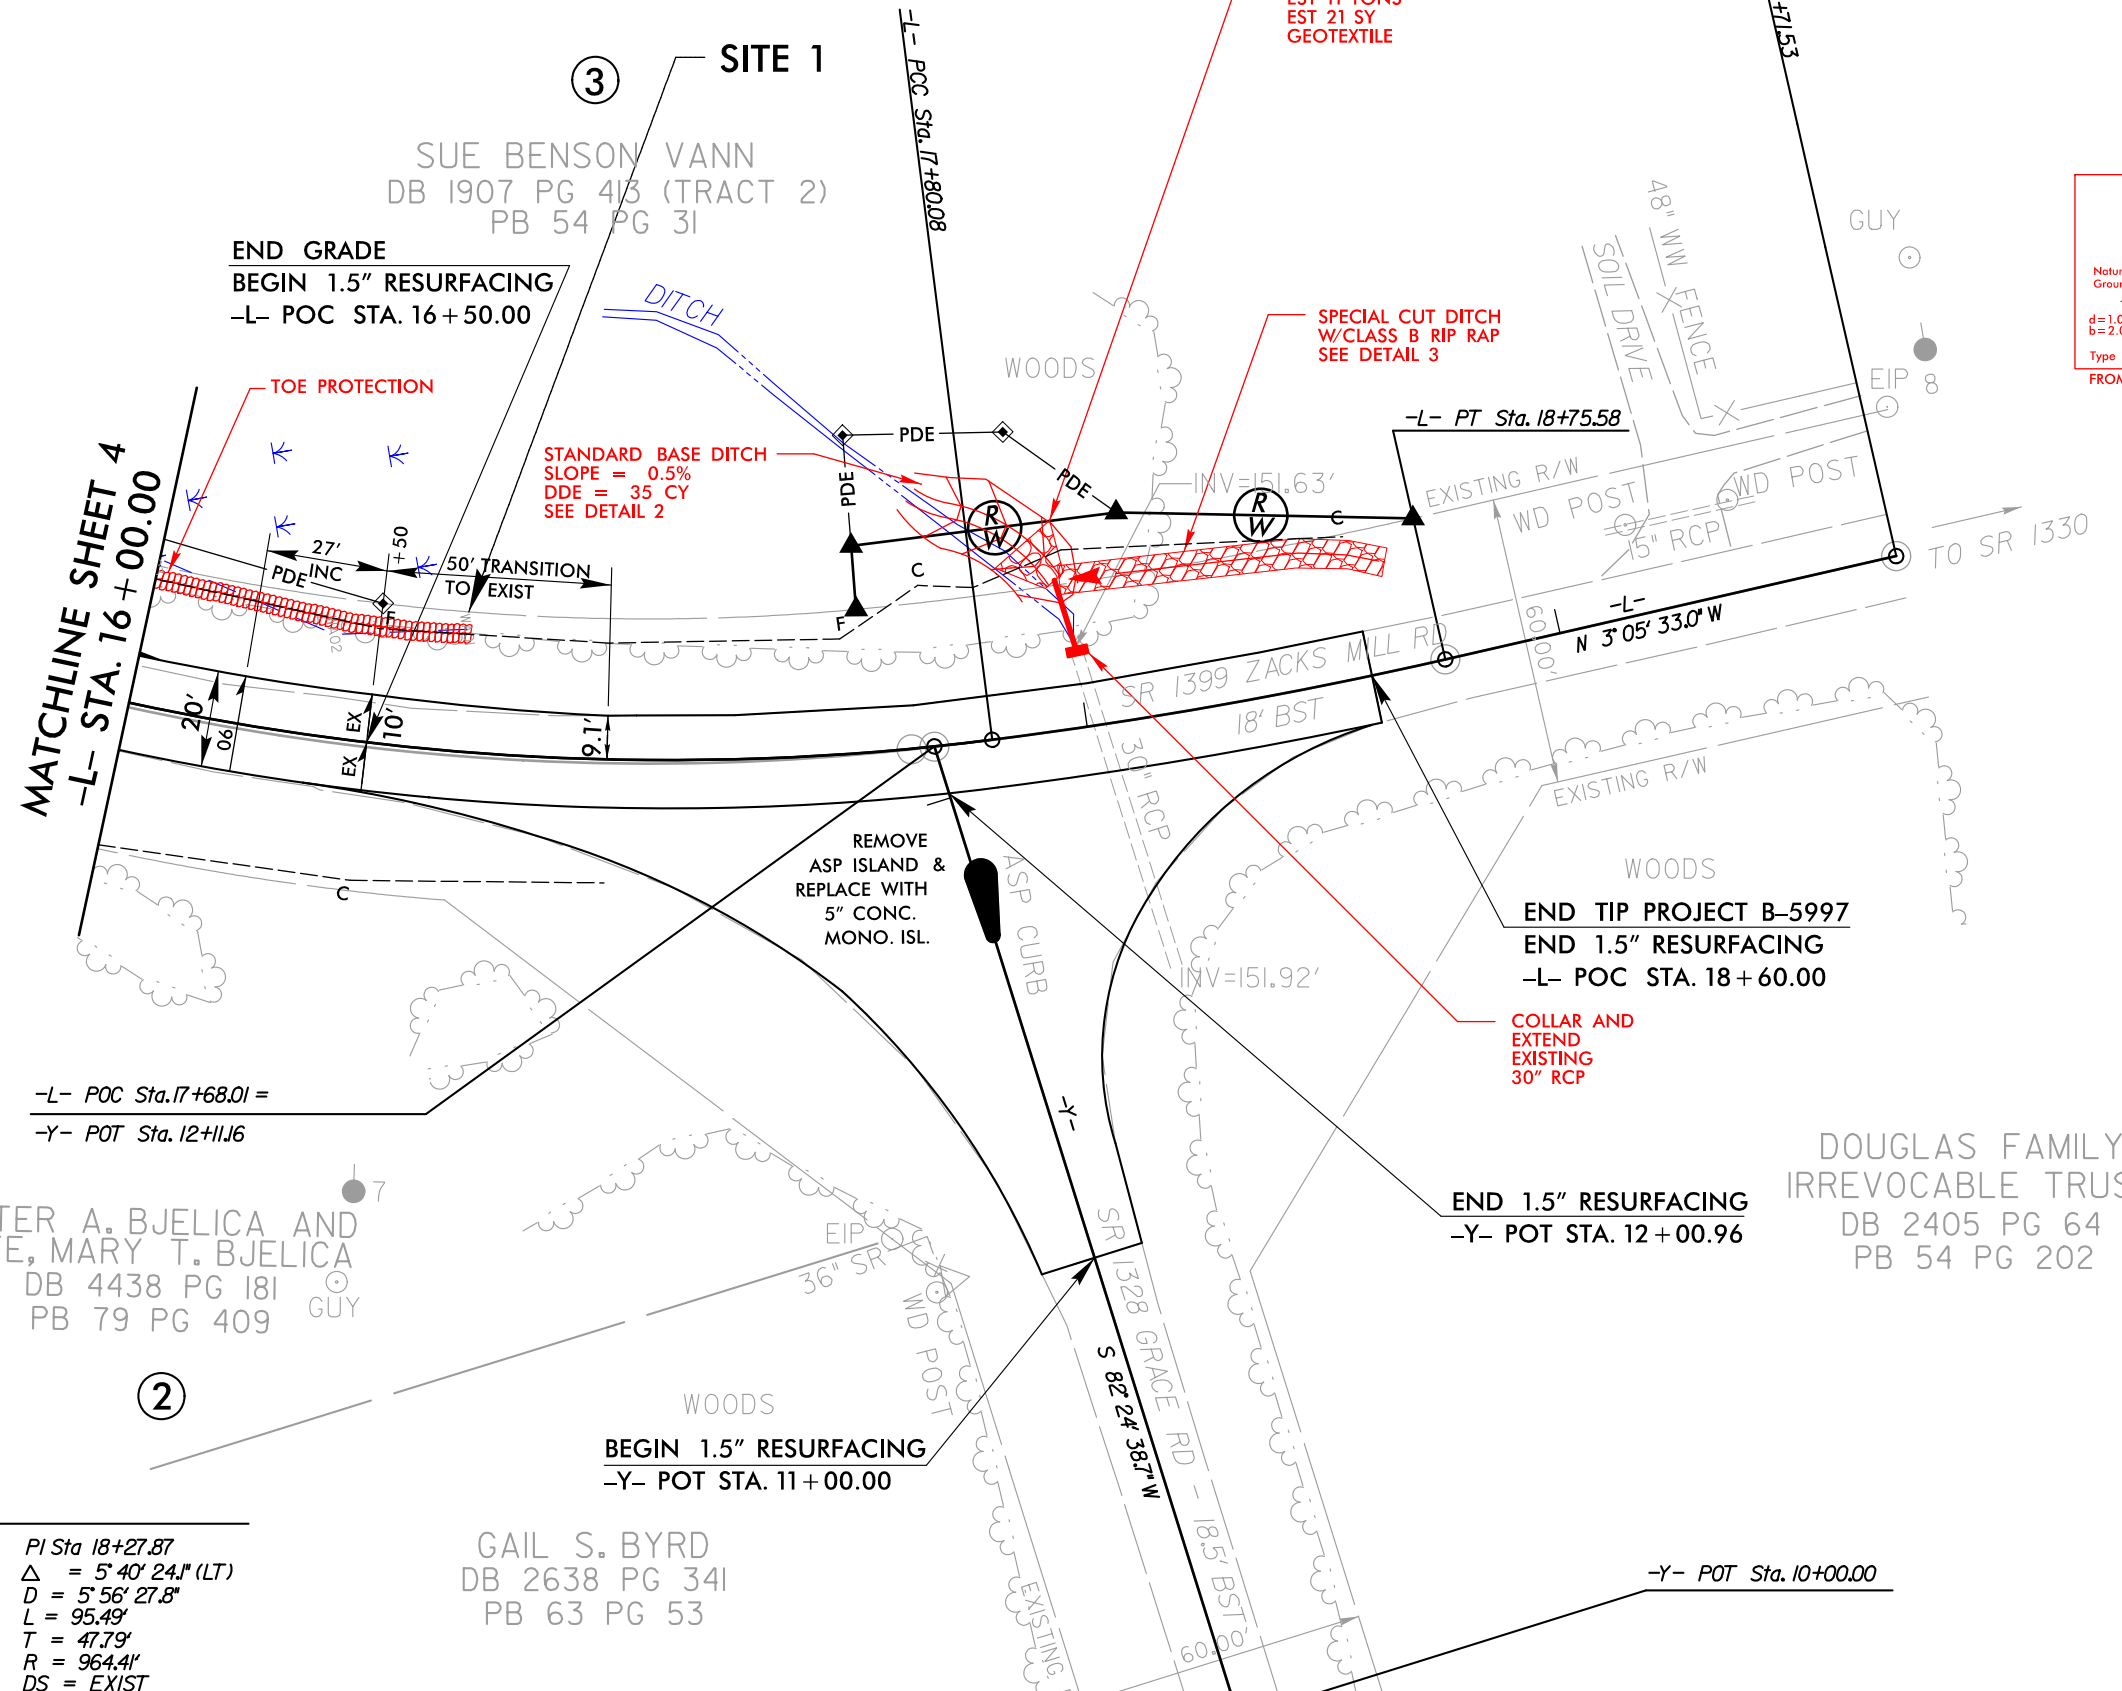 EST 21 SY
GEOTEXTILE
+71.53
-L- PCC Sta. 17+80.08
SITE 1
3
SUE BENSON VANN
DB 1907 PG 413 (TRACT 2)
PB 54 PG 31
END GRADE
BEGIN 1.5" RESURFACING
-L- POC STA. 16+50.00
DITCH
TOE PROTECTION
STANDARD BASE DITCH
SLOPE = 0.5%
DDE = 35 CY
SEE DETAIL 2
SPECIAL CUT DITCH
W/CLASS B RIP RAP
SEE DETAIL 3
WOODS
48" WW FENCE
SOIL DRIVE
GUY
EIP
8
d=1.0
b=2.0
Type
FROM
-L- PT Sta. 18+75.58
PDE
PDE
PDE
PDE
INV=151.63'
R
W
R
W
C
C
F
F
EXISTING R/W
WD POST
WD POST
15" RCP
TO SR 1330
MATCHLINE SHEET 4
-L- STA. 16+00.00
27'
INC
+50
50' TRANSITION
TO EXIST
-L-
N 3°05' 33.0" W
60.00'
SR 1399 ZACKS MILL RD
18' BST
20'
90
EX
EX
10'
9.1'
30" RCP
EXISTING R/W
REMOVE
ASP ISLAND &
REPLACE WITH
5" CONC.
MONO. ISL.
ASP CURB
C
WOODS
END TIP PROJECT B-5997
END 1.5" RESURFACING
-L- POC STA. 18+60.00
INV=151.92'
COLLAR AND
EXTEND
EXISTING
30" RCP
-L- POC Sta. 17+68.01 =
-Y- POT Sta. 12+11.16
-Y-
7
TER A. BJELICA AND
E, MARY T. BJELICA
DB 4438 PG 181
PB 79 PG 409
GUY
EIP
36" SR
WD POST
END 1.5" RESURFACING
-Y- POT STA. 12+00.96
DOUGLAS FAMILY
IRREVOCABLE TRUS
DB 2405 PG 64
PB 54 PG 202
2
WOODS
BEGIN 1.5" RESURFACING
-Y- POT STA. 11+00.00
S 82°24' 38.7" W
SR 1328 GRACE RD - 18.5' BST
PI Sta 18+27.87
Δ = 5°40' 24.1" (LT)
D = 5°56' 27.8"
L = 95.49'
T = 47.79'
R = 964.41'
DS = EXIST
GAIL S. BYRD
DB 2638 PG 341
PB 63 PG 53
EXISTING
60.00'
-Y- POT Sta. 10+00.00